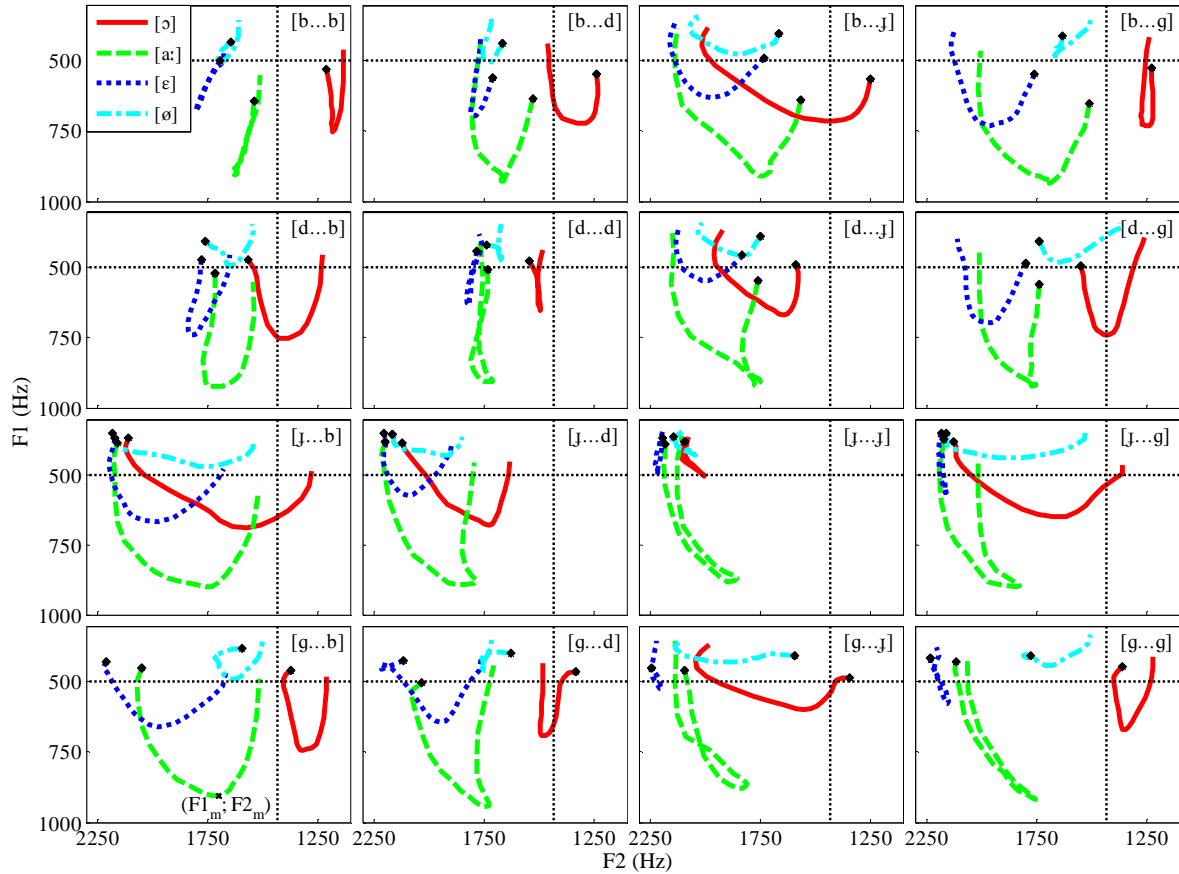 [ɔ]
[aː]
[ɛ]
[ø]
[b...b]
[b...d]
[b...ɟ]
[b...ɡ]
500
750
1000
[d...b]
[d...d]
[d...ɟ]
[d...ɡ]
500
750
1000
F1 (Hz)
[ɟ...b]
[ɟ...d]
[ɟ...ɟ]
[ɟ...ɡ]
500
750
1000
[ɡ...b]
[ɡ...d]
[ɡ...ɟ]
[ɡ...ɡ]
500
750
1000
(F1m; F2m)
2250 1750 1250 2250 1750 1250 2250 1750 1250 2250 1750 1250
F2 (Hz)